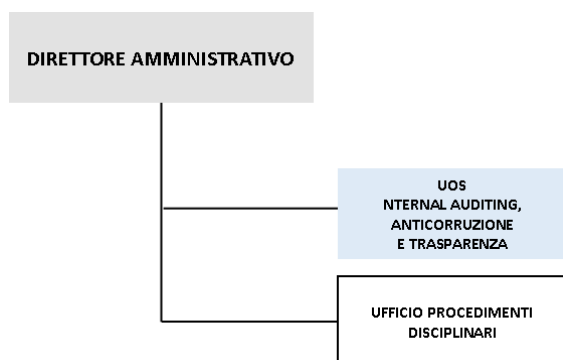 DIRETTORE AMMINISTRATIVO
UOS
NTERNAL AUDITING,
ANTICORRUZIONE
E TRASPARENZA
UFFICIO PROCEDIMENTI
DISCIPLINARI